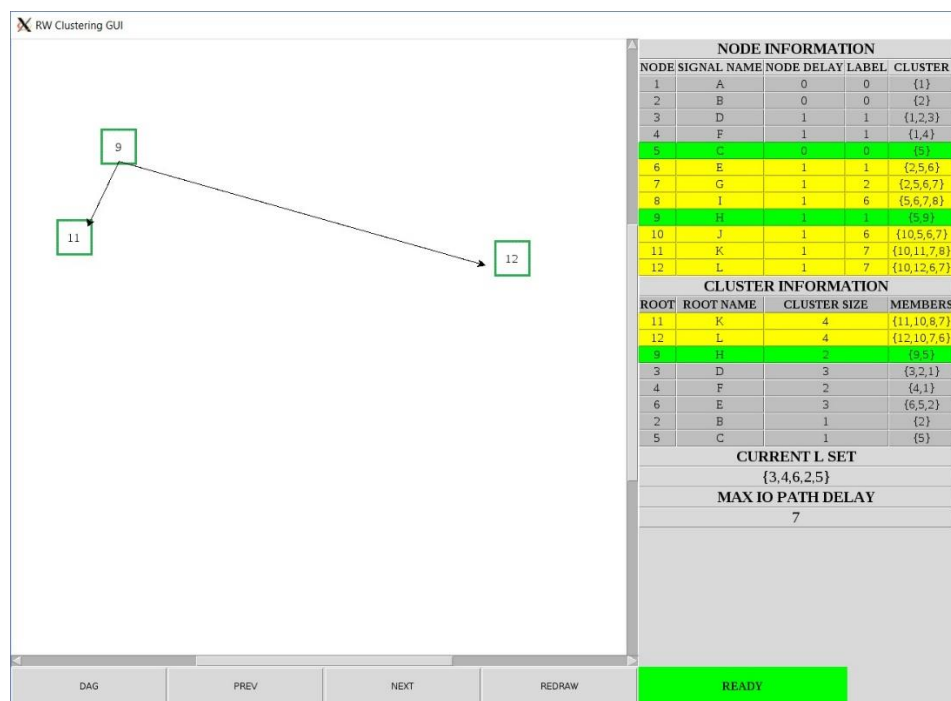 RW Clustering GUI
9
11
12
NODE INFORMATION
NODE SIGNAL NAME NODE DELAY LABEL CLUSTER
1 A 0 0 {1}
2 B 0 0 {2}
3 D 1 1 {1,2,3}
4 F 1 1 {1,4}
5 C 0 0 {5}
6 E 1 1 {2,5,6}
7 G 1 2 {2,5,6,7}
8 I 1 6 {5,6,7,8}
9 H 1 1 {5,9}
10 J 1 6 {10,5,6,7}
11 K 1 7 {10,11,7,8}
12 L 1 7 {10,12,6,7}
CLUSTER INFORMATION
ROOT ROOT NAME CLUSTER SIZE MEMBERS
11 K 4 {11,10,8,7}
12 L 4 {12,10,7,6}
9 H 2 {9,5}
3 D 3 {3,2,1}
4 F 2 {4,1}
6 E 3 {6,5,2}
2 B 1 {2}
5 C 1 {5}
CURRENT L SET
{3,4,6,2,5}
MAX IO PATH DELAY
7
DAG PREV NEXT REDRAW READY